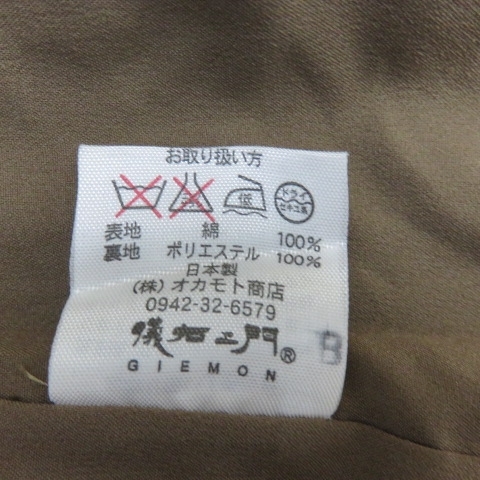 お取り扱い方
低 ドライ
セキユ系
表地 綿 100%
裏地 ポリエステル 100%
日本製
(株)オカモト商店
0942-32-6579
儀右ヱ門®
GIEMON
B